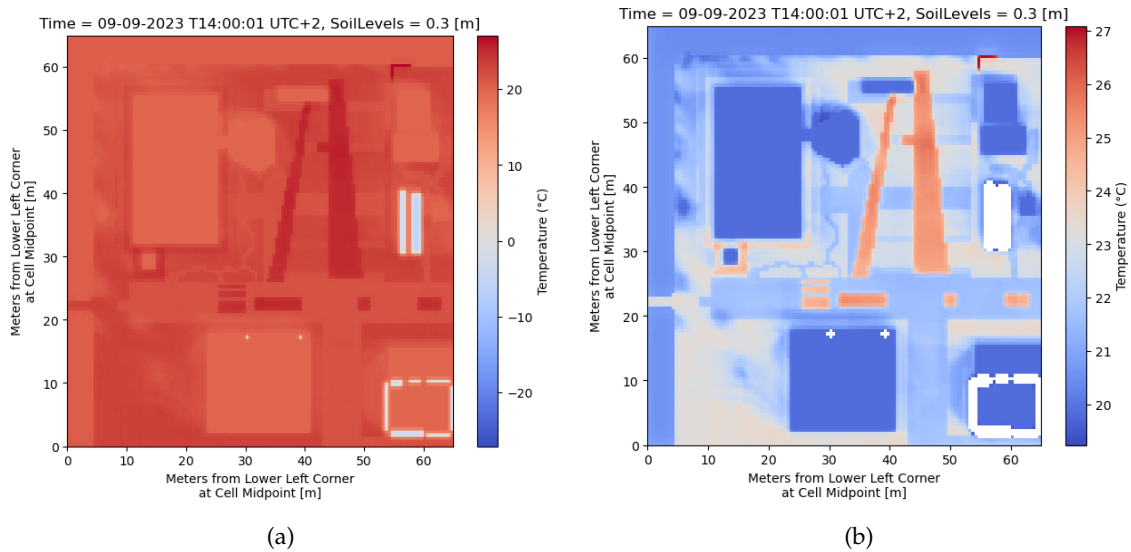 Time = 09-09-2023 T14:00:01 UTC+2, SoilLevels = 0.3 [m]
60
50
40
30
20
10
0
0
10
20
30
40
50
60
Meters from Lower Left Corner
at Cell Midpoint [m]
Meters from Lower Left Corner
at Cell Midpoint [m]
20
10
0
−10
−20
Temperature (°C)
(a)
Time = 09-09-2023 T14:00:01 UTC+2, SoilLevels = 0.3 [m]
60
50
40
30
20
10
0
0
10
20
30
40
50
60
Meters from Lower Left Corner
at Cell Midpoint [m]
Meters from Lower Left Corner
at Cell Midpoint [m]
27
26
25
24
23
22
21
20
Temperature (°C)
(b)